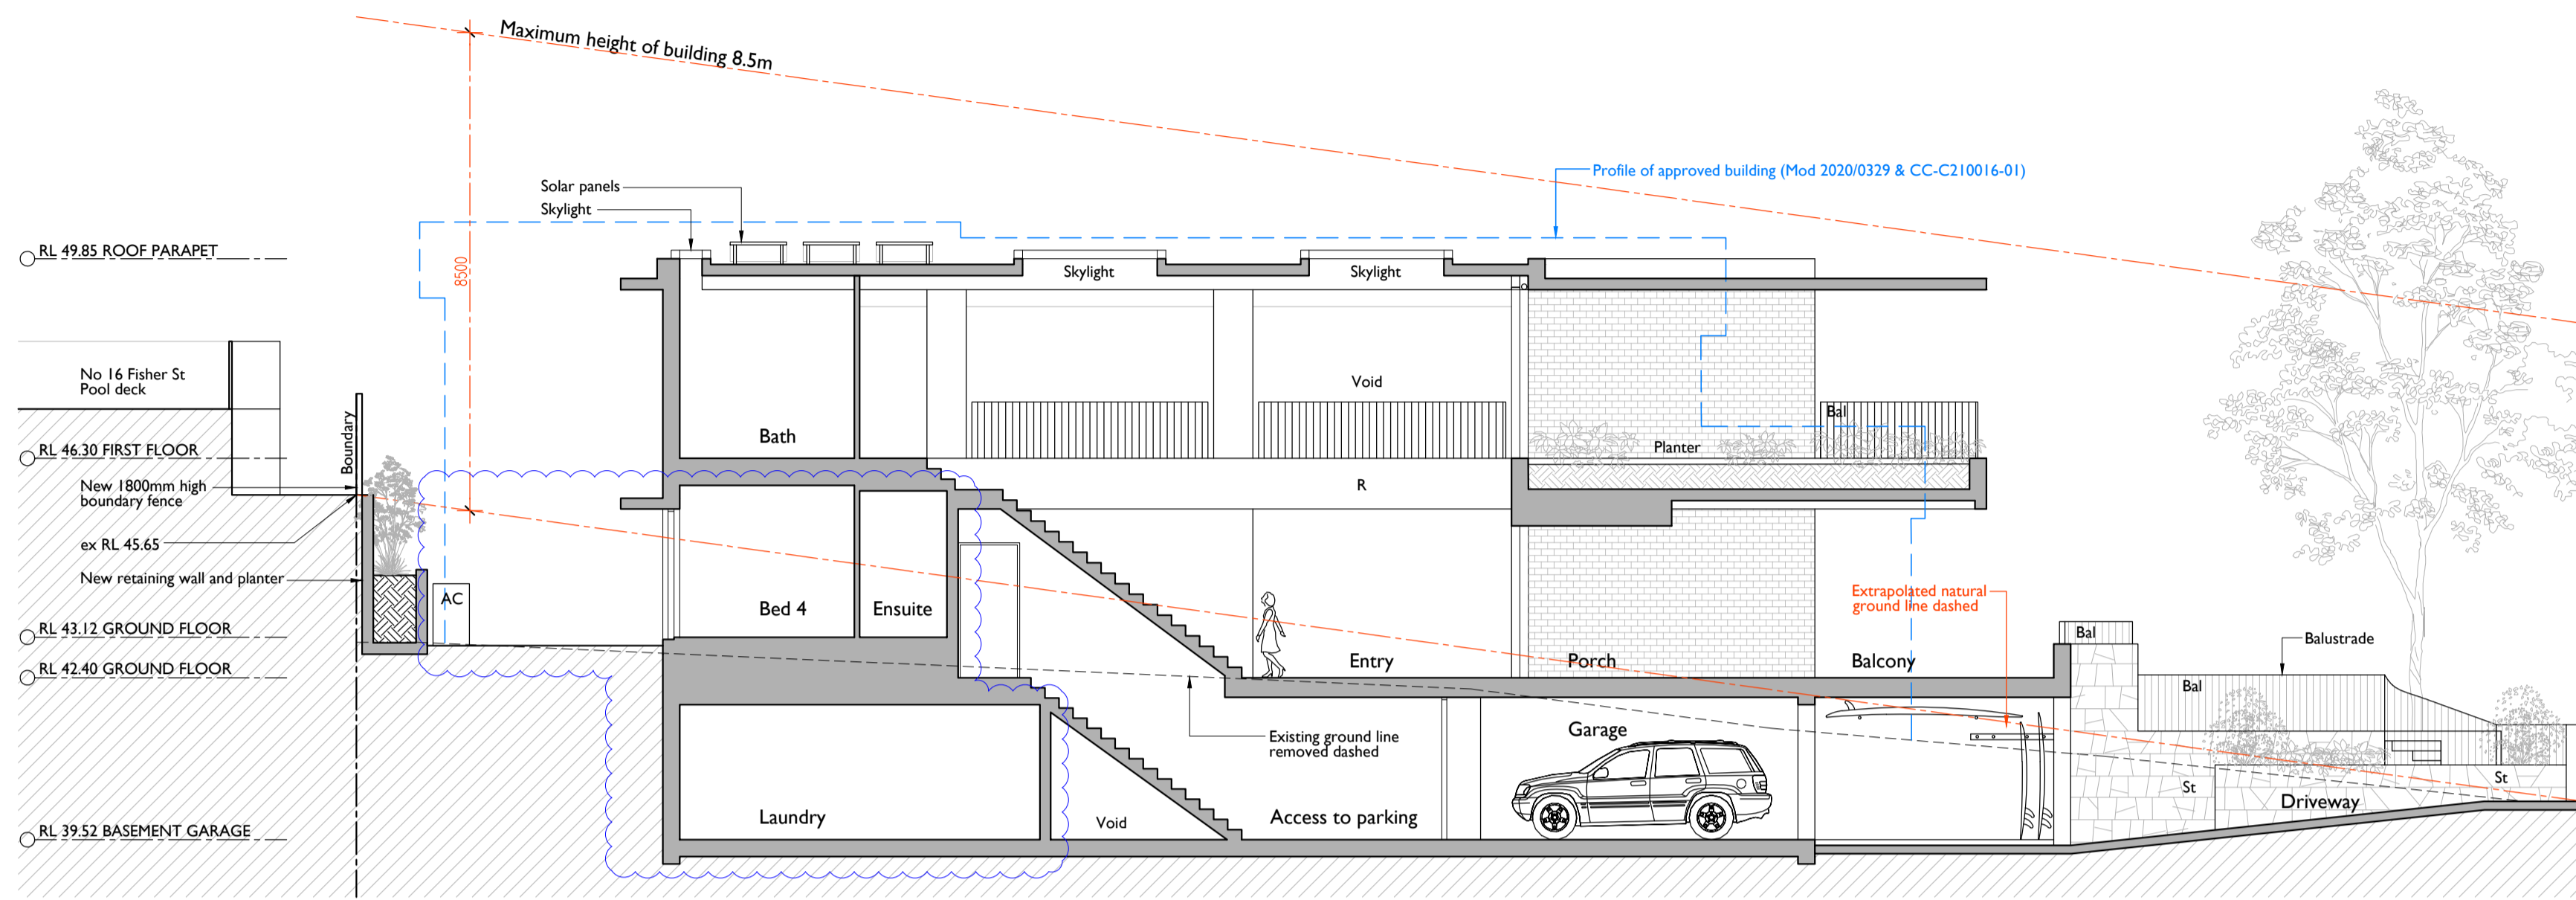 Maximum height of building 8.5m
Profile of approved building (Mod 2020/0329 & CC-C210016-01)
Solar panels
Skylight
RL 49.85 ROOF PARAPET
8500
Skylight
Skylight
No 16 Fisher St
Pool deck
Void
Boundary
Bal
Bath
Planter
RL 46.30 FIRST FLOOR
New 1800mm high
boundary fence
R
ex RL 45.65
New retaining wall and planter
AC
Bed 4
Ensuite
Extrapolated natural
ground line dashed
RL 43.12 GROUND FLOOR
Bal
Balustrade
RL 42.40 GROUND FLOOR
Entry
Porch
Balcony
Bal
Existing ground line
removed dashed
Garage
St
St
Driveway
Laundry
Void
Access to parking
RL 39.52 BASEMENT GARAGE